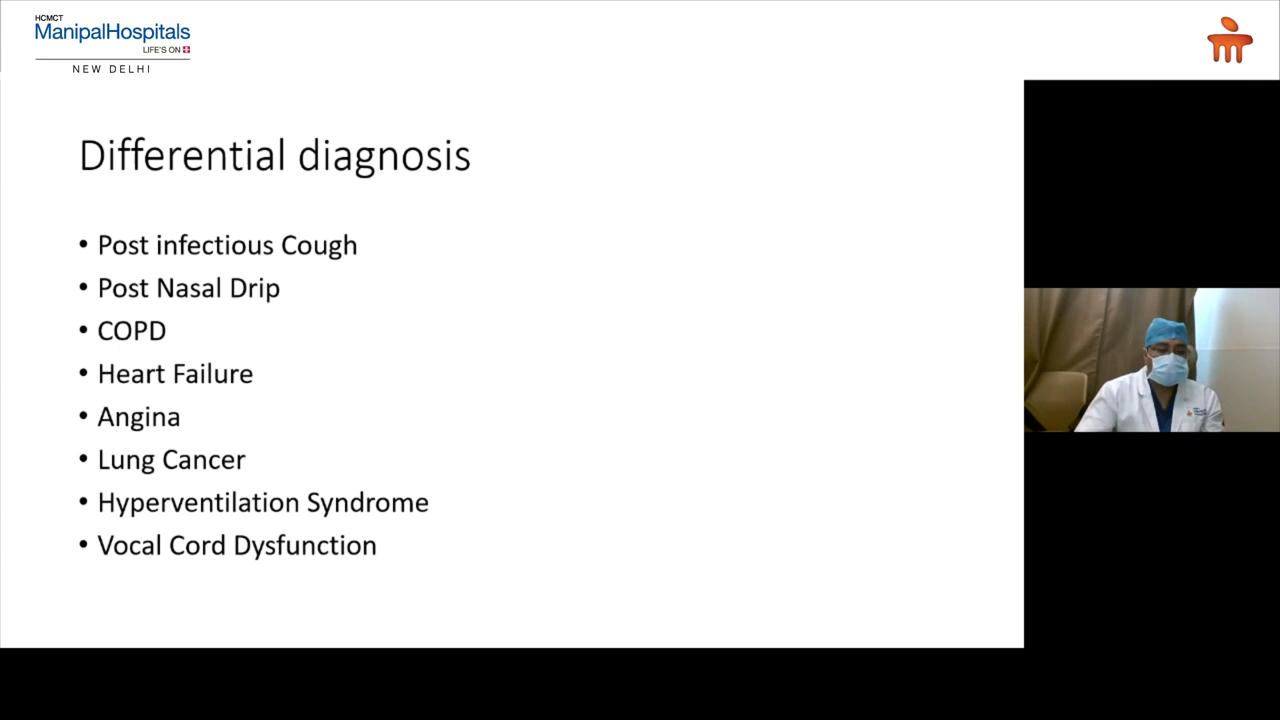 HCMCT
ManipalHospitals
LIFE'S ON
NEW DELHI
Differential diagnosis
• Post infectious Cough
• Post Nasal Drip
• COPD
• Heart Failure
• Angina
• Lung Cancer
• Hyperventilation Syndrome
• Vocal Cord Dysfunction